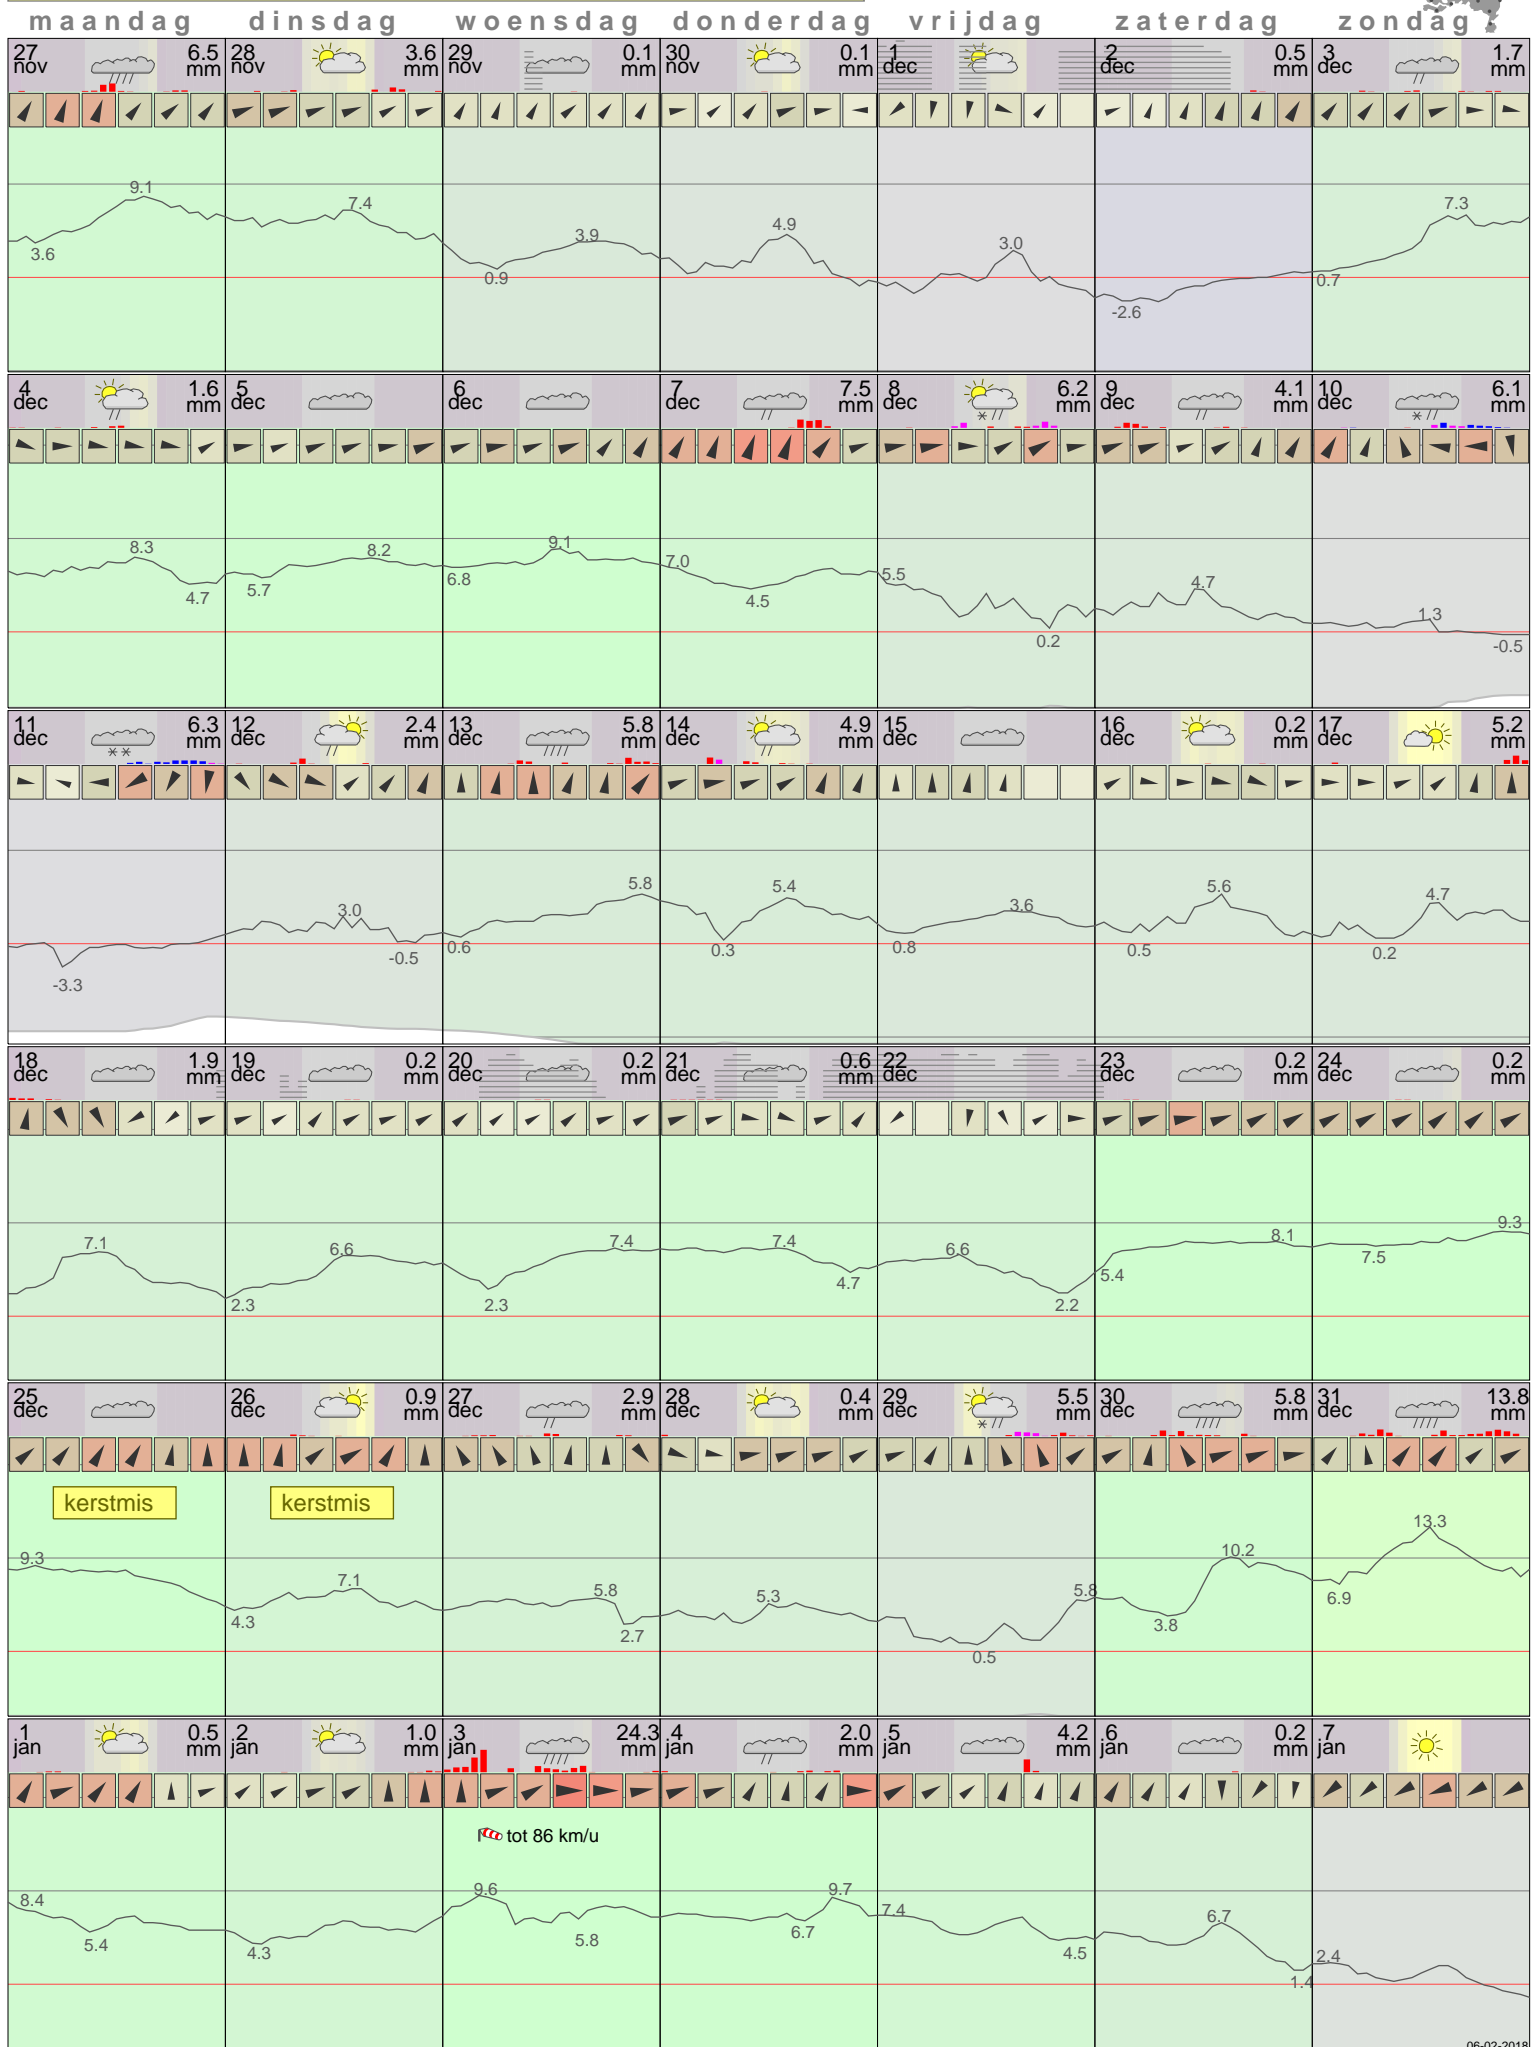 maandag dinsdag woensdag donderdag vrijdag zaterdag zondag
27 6.5 28 3.6 29 0.1 30 0.1 1 2 0.5 3 1.7
nov mm nov mm nov mm nov mm dec dec mm dec mm
9.1 7.4 4.9 7.3
3.6 0.9 3.9 3.0 -2.6 0.7
4 1.6 5 6 7 7.5 8 6.2 9 4.1 10 6.1
dec mm dec dec dec mm dec mm dec mm dec mm
8.3 8.2 9.1 7.0 5.5 4.7 1.3
4.7 5.7 6.8 4.5 0.2 -0.5
11 6.3 12 2.4 13 5.8 14 4.9 15 16 0.2 17 5.2
dec mm dec mm dec mm dec mm dec dec mm dec mm
3.0 5.8 5.4 3.6 5.6 4.7
-3.3 -0.5 0.6 0.3 0.8 0.5 0.2
18 1.9 19 0.2 20 0.2 21 0.6 22 23 0.2 24 0.2
dec mm dec mm dec mm dec mm dec dec mm dec mm
7.1 6.6 7.4 7.4 6.6 8.1 9.3
2.3 2.3 4.7 2.2 5.4 7.5
25 26 0.9 27 2.9 28 0.4 29 5.5 30 5.8 31 13.8
dec dec mm dec mm dec mm dec mm dec mm dec mm
kerstmis kerstmis
9.3 7.1 5.8 5.3 5.8 10.2 13.3
4.3 2.7 0.5 3.8 6.9
1 0.5 2 1.0 3 24.3 4 2.0 5 4.2 6 0.2 7
jan mm jan mm jan mm jan mm jan mm jan mm jan
tot 86 km/u
8.4 9.6 9.7 7.4 6.7 2.4
5.4 4.3 5.8 6.7 4.5 1.4
06-02-2018